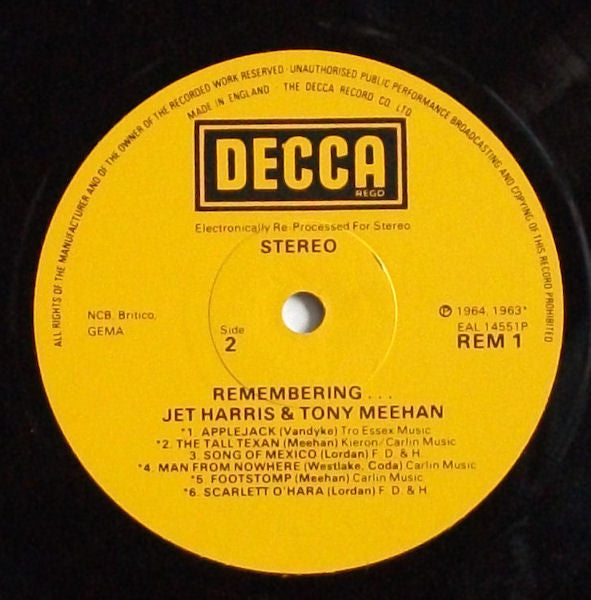 ALL RIGHTS OF THE MANUFACTURER AND OF THE OWNER OF THE RECORDED WORK RESERVED · UNAUTHORISED PUBLIC PERFORMANCE BROADCASTING AND COPYING OF THIS RECORD PROHIBITED
MADE IN ENGLAND · THE DECCA RECORD CO. LTD
DECCA
REGD
Electronically Re-Processed For Stereo
STEREO
NCB, Britico,
GEMA
Side
2
℗ 1964, 1963*
EAL 14551P
REM 1
REMEMBERING...
JET HARRIS & TONY MEEHAN
*1. APPLEJACK (Vandyke) Tro Essex Music
*2. THE TALL TEXAN (Meehan) Kieron/Carlin Music
3. SONG OF MEXICO (Lordan) F. D. & H.
*4. MAN FROM NOWHERE (Westlake, Coda) Carlin Music
*5. FOOTSTOMP (Meehan) Carlin Music
*6. SCARLETT O'HARA (Lordan) F. D. & H